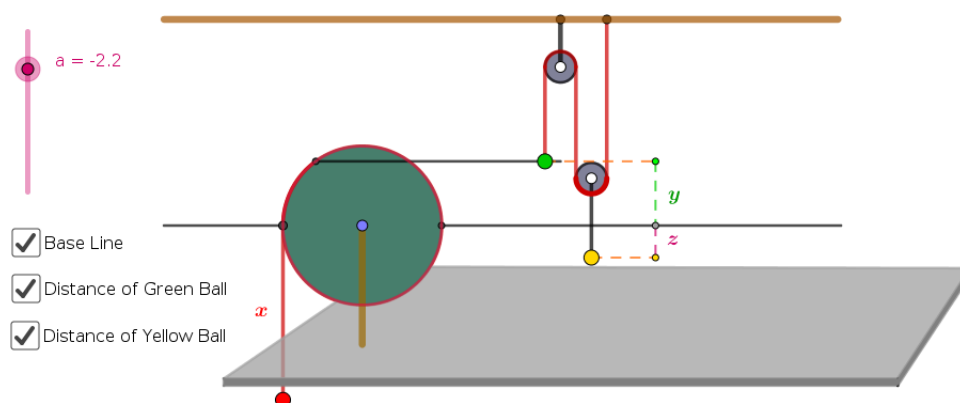 a = -2.2
y
Base Line
z
Distance of Green Ball
x
Distance of Yellow Ball